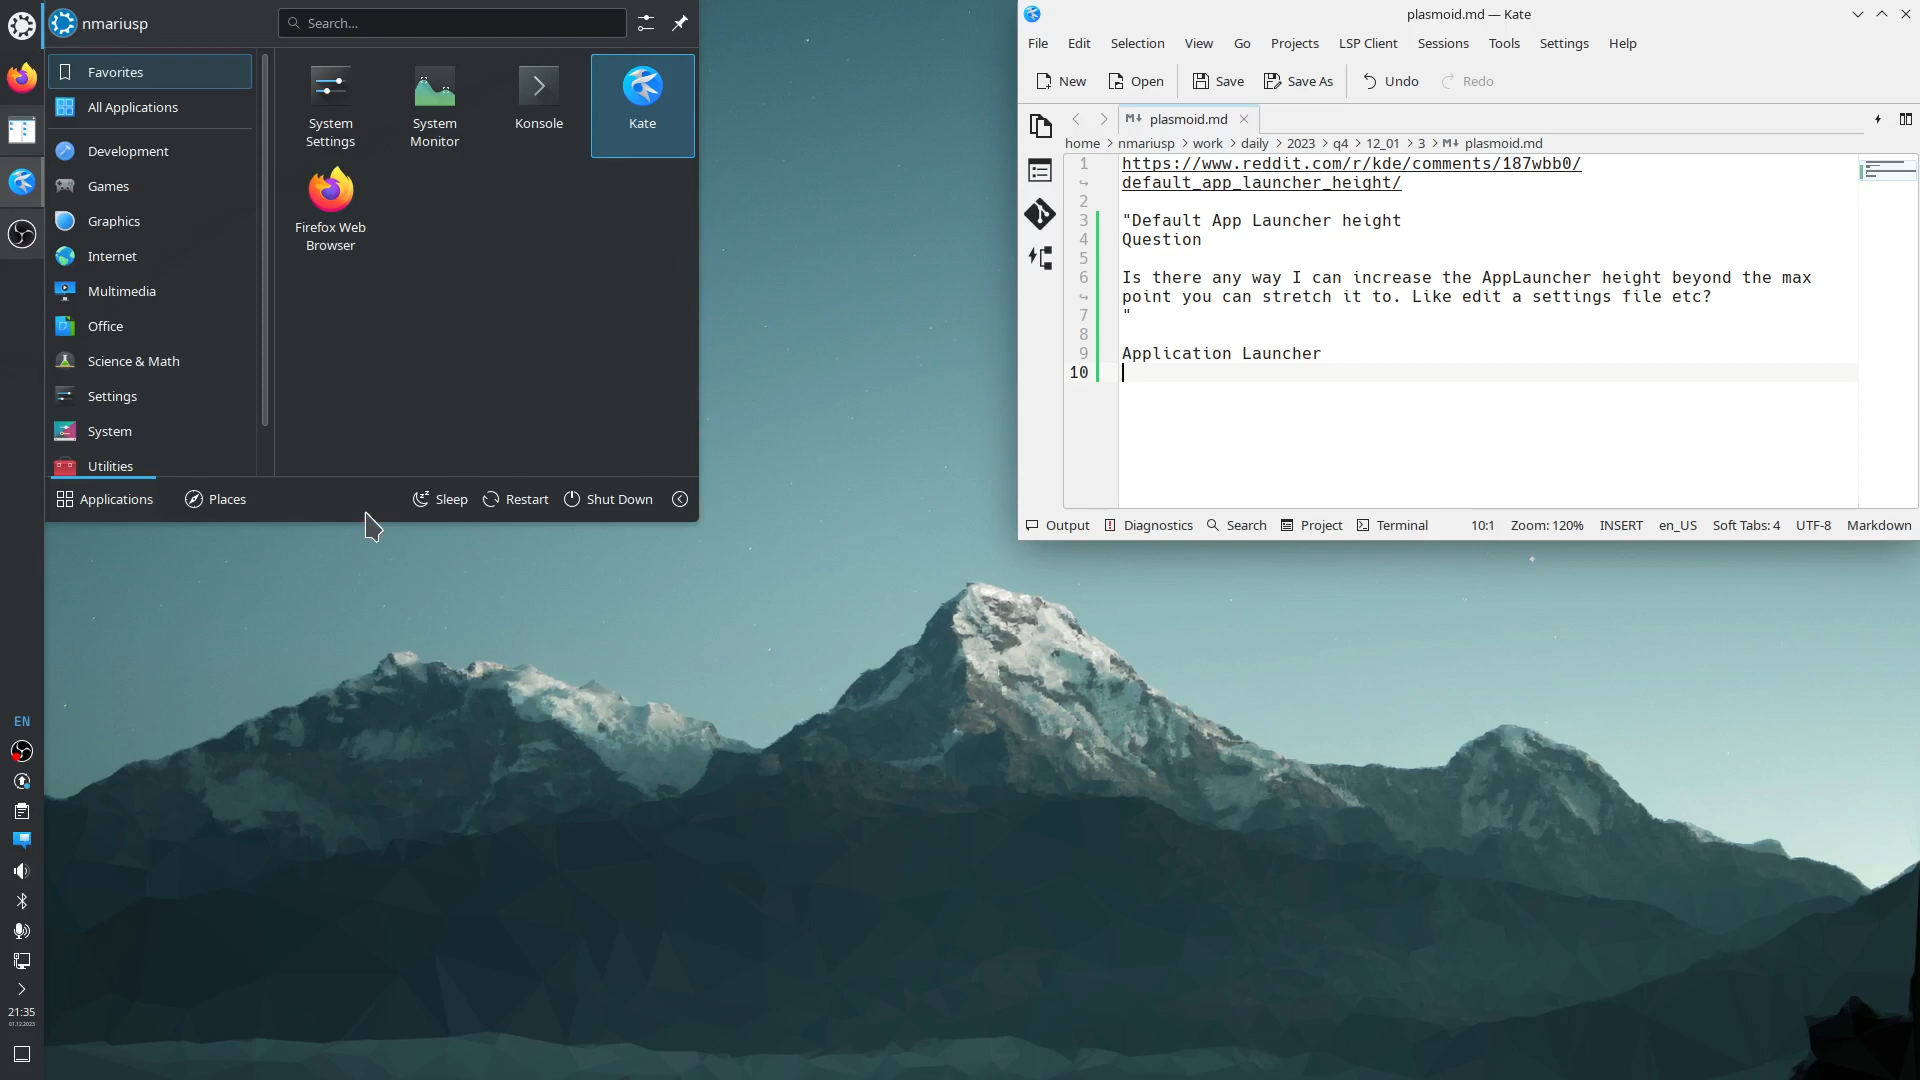 nmariusp
Search...
Favorites
All Applications
Development
Games
Graphics
Internet
Multimedia
Office
Science & Math
Settings
System
Utilities
System
Settings
System
Monitor
Konsole
Kate
Firefox Web
Browser
Applications
Places
Sleep
Restart
Shut Down
EN
21:35
01.12.2023
plasmoid.md — Kate
File Edit Selection View Go Projects LSP Client Sessions Tools Settings Help
New Open Save Save As Undo Redo
plasmoid.md
home > nmariusp > work > daily > 2023 > q4 > 12_01 > 3 > plasmoid.md
1 https://www.reddit.com/r/kde/comments/187wbb0/
default_app_launcher_height/
2
3 "Default App Launcher height
4 Question
5
6 Is there any way I can increase the AppLauncher height beyond the max
point you can stretch it to. Like edit a settings file etc?
7 "
8
9 Application Launcher
10
Output Diagnostics Search Project Terminal 10:1 Zoom: 120% INSERT en_US Soft Tabs: 4 UTF-8 Markdown